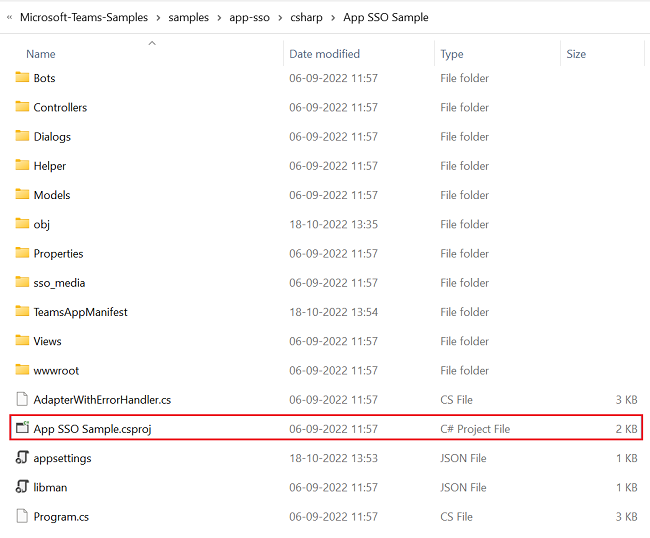 « Microsoft-Teams-Samples > samples > app-sso > csharp > App SSO Sample
Name Date modified Type Size
Bots 06-09-2022 11:57 File folder
Controllers 06-09-2022 11:57 File folder
Dialogs 06-09-2022 11:57 File folder
Helper 06-09-2022 11:57 File folder
Models 06-09-2022 11:57 File folder
obj 18-10-2022 13:35 File folder
Properties 06-09-2022 11:57 File folder
sso_media 06-09-2022 11:57 File folder
TeamsAppManifest 18-10-2022 13:54 File folder
Views 06-09-2022 11:57 File folder
wwwroot 06-09-2022 11:57 File folder
AdapterWithErrorHandler.cs 06-09-2022 11:57 CS File 3 KB
App SSO Sample.csproj 06-09-2022 11:57 C# Project File 2 KB
appsettings 18-10-2022 13:53 JSON File 1 KB
libman 06-09-2022 11:57 JSON File 1 KB
Program.cs 06-09-2022 11:57 CS File 3 KB